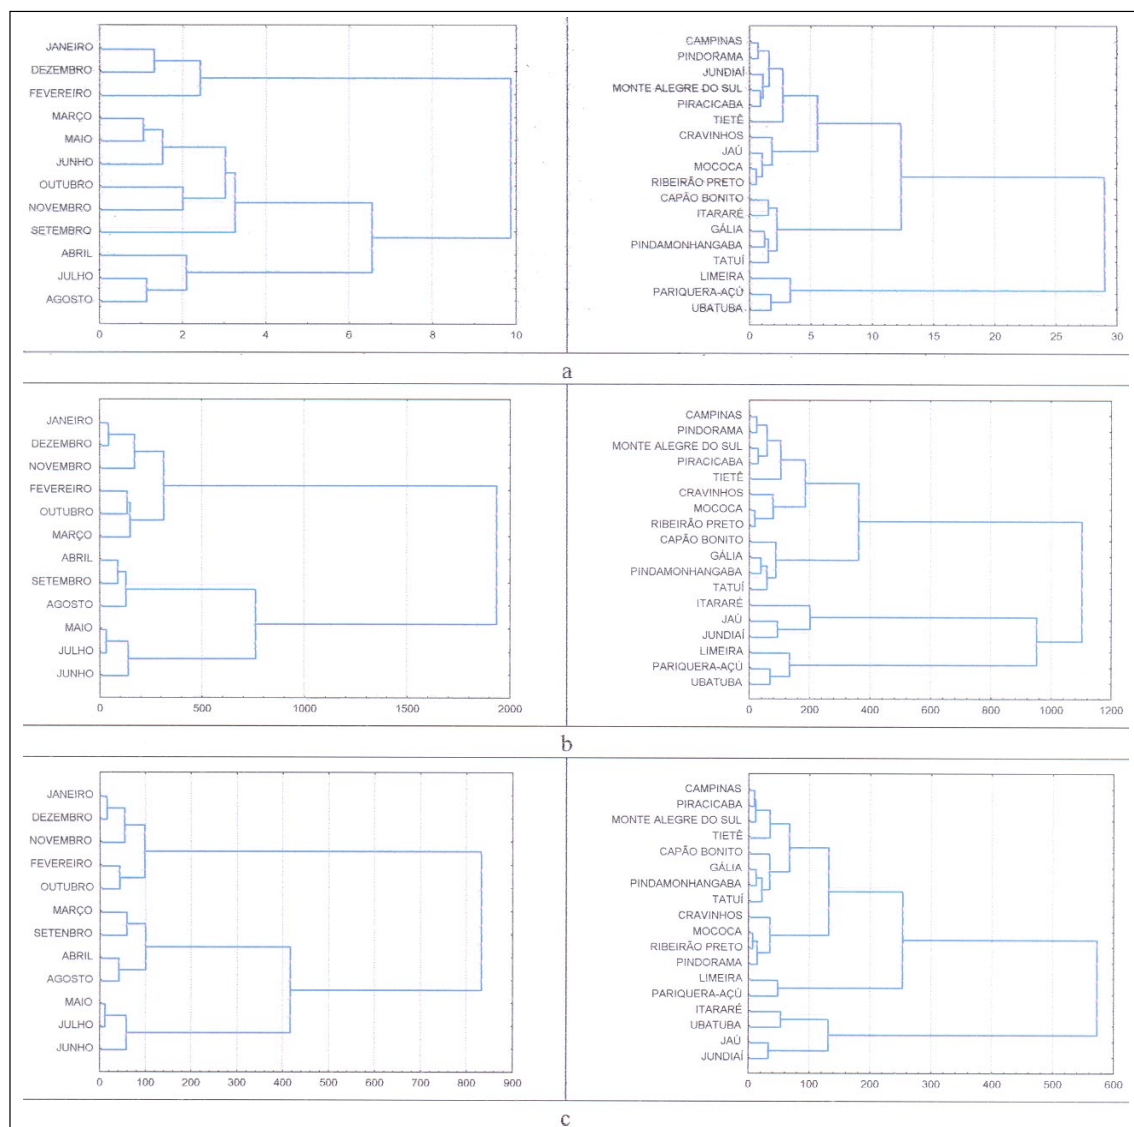 JANEIRO
DEZEMBRO
FEVEREIRO
MARÇO
MAIO
JUNHO
OUTUBRO
NOVEMBRO
SETEMBRO
ABRIL
JULHO
AGOSTO
0 2 4 6 8 10
CAMPINAS
PINDORAMA
JUNDIAÍ
MONTE ALEGRE DO SUL
PIRACICABA
TIETÊ
CRAVINHOS
JAÚ
MOCOCA
RIBEIRÃO PRETO
CAPÃO BONITO
ITARARÉ
GÁLIA
PINDAMONHANGABA
TATUÍ
LIMEIRA
PARIQUERA-AÇÚ
UBATUBA
0 5 10 15 20 25 30
a
JANEIRO
DEZEMBRO
NOVEMBRO
FEVEREIRO
OUTUBRO
MARÇO
ABRIL
SETEMBRO
AGOSTO
MAIO
JULHO
JUNHO
0 500 1000 1500 2000
CAMPINAS
PINDORAMA
MONTE ALEGRE DO SUL
PIRACICABA
TIETÊ
CRAVINHOS
MOCOCA
RIBEIRÃO PRETO
CAPÃO BONITO
GÁLIA
PINDAMONHANGABA
TATUÍ
ITARARÉ
JAÚ
JUNDIAÍ
LIMEIRA
PARIQUERA-AÇÚ
UBATUBA
0 200 400 600 800 1000 1200
b
JANEIRO
DEZEMBRO
NOVEMBRO
FEVEREIRO
OUTUBRO
MARÇO
SETENBRO
ABRIL
AGOSTO
MAIO
JULHO
JUNHO
0 100 200 300 400 500 600 700 800 900
CAMPINAS
PIRACICABA
MONTE ALEGRE DO SUL
TIETÊ
CAPÃO BONITO
GÁLIA
PINDAMONHANGABA
TATUÍ
CRAVINHOS
MOCOCA
RIBEIRÃO PRETO
PINDORAMA
LIMEIRA
PARIQUERA-AÇÚ
ITARARÉ
UBATUBA
JAÚ
JUNDIAÍ
0 100 200 300 400 500 600
c